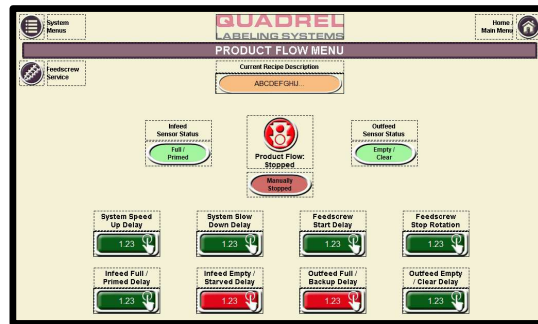 System
Menus
QUADREL
LABELING SYSTEMS
Home /
Main Menu
PRODUCT FLOW MENU
Feedscrew
Service
Current Recipe Description
ABCDEFGHIJ...
Infeed
Sensor Status
Full /
Primed
Product Flow:
Stopped
Manually
Stopped
Outfeed
Sensor Status
Empty /
Clear
System Speed
Up Delay
1.23
System Slow
Down Delay
1.23
Feedscrew
Start Delay
1.23
Feedscrew
Stop Rotation
1.23
Infeed Full /
Primed Delay
1.23
Infeed Empty /
Starved Delay
1.23
Outfeed Full /
Backup Delay
1.23
Outfeed Empty
/ Clear Delay
1.23